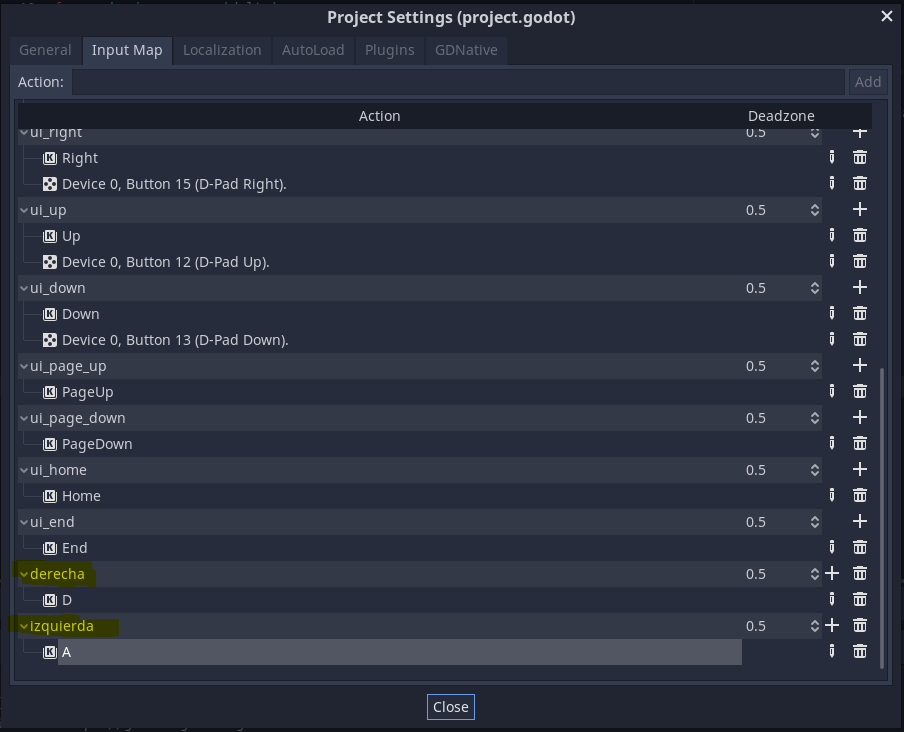 Project Settings (project.godot)
General Input Map Localization AutoLoad Plugins GDNative
Action: Add
Action Deadzone
ui_right 0.5
Right
Device 0, Button 15 (D-Pad Right).
ui_up 0.5
Up
Device 0, Button 12 (D-Pad Up).
ui_down 0.5
Down
Device 0, Button 13 (D-Pad Down).
ui_page_up 0.5
PageUp
ui_page_down 0.5
PageDown
ui_home 0.5
Home
ui_end 0.5
End
derecha 0.5
D
izquierda 0.5
A
Close